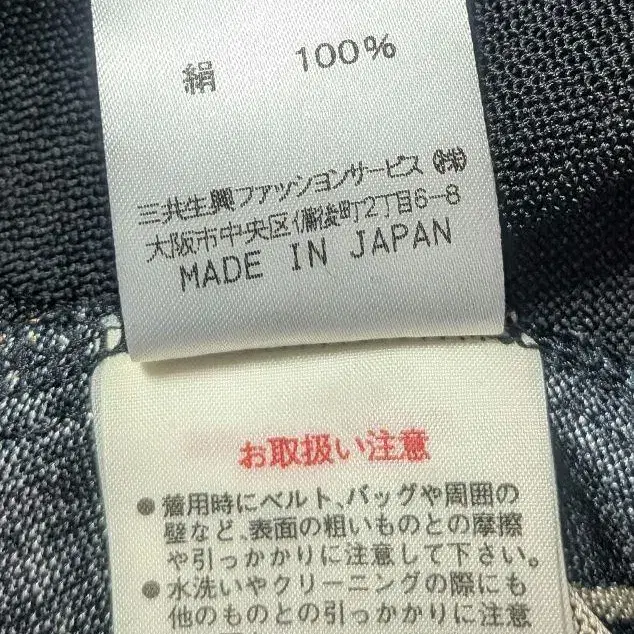 絹 100%
三共生興ファッションサービス㈱
大阪市中央区備後町2丁目6-8
MADE IN JAPAN
お取扱い注意
●着用時にベルト、バッグや周囲の
壁など、表面の粗いものとの摩擦
や引っかかりに注意して下さい。
●水洗いやクリーニングの際にも
他のものとの引っかかりに注意